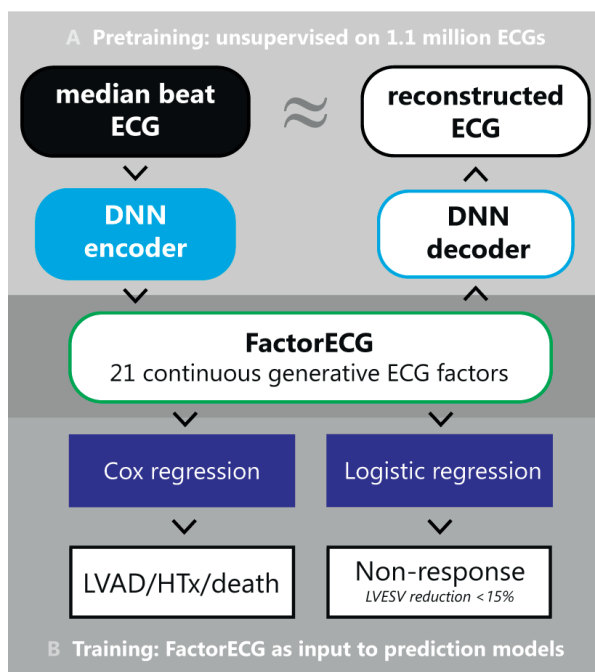 A Pretraining: unsupervised on 1.1 million ECGs
median beat
ECG
≈
reconstructed
ECG
DNN
encoder
DNN
decoder
FactorECG
21 continuous generative ECG factors
Cox regression
Logistic regression
LVAD/HTx/death
Non-response
LVESV reduction <15%
B Training: FactorECG as input to prediction models